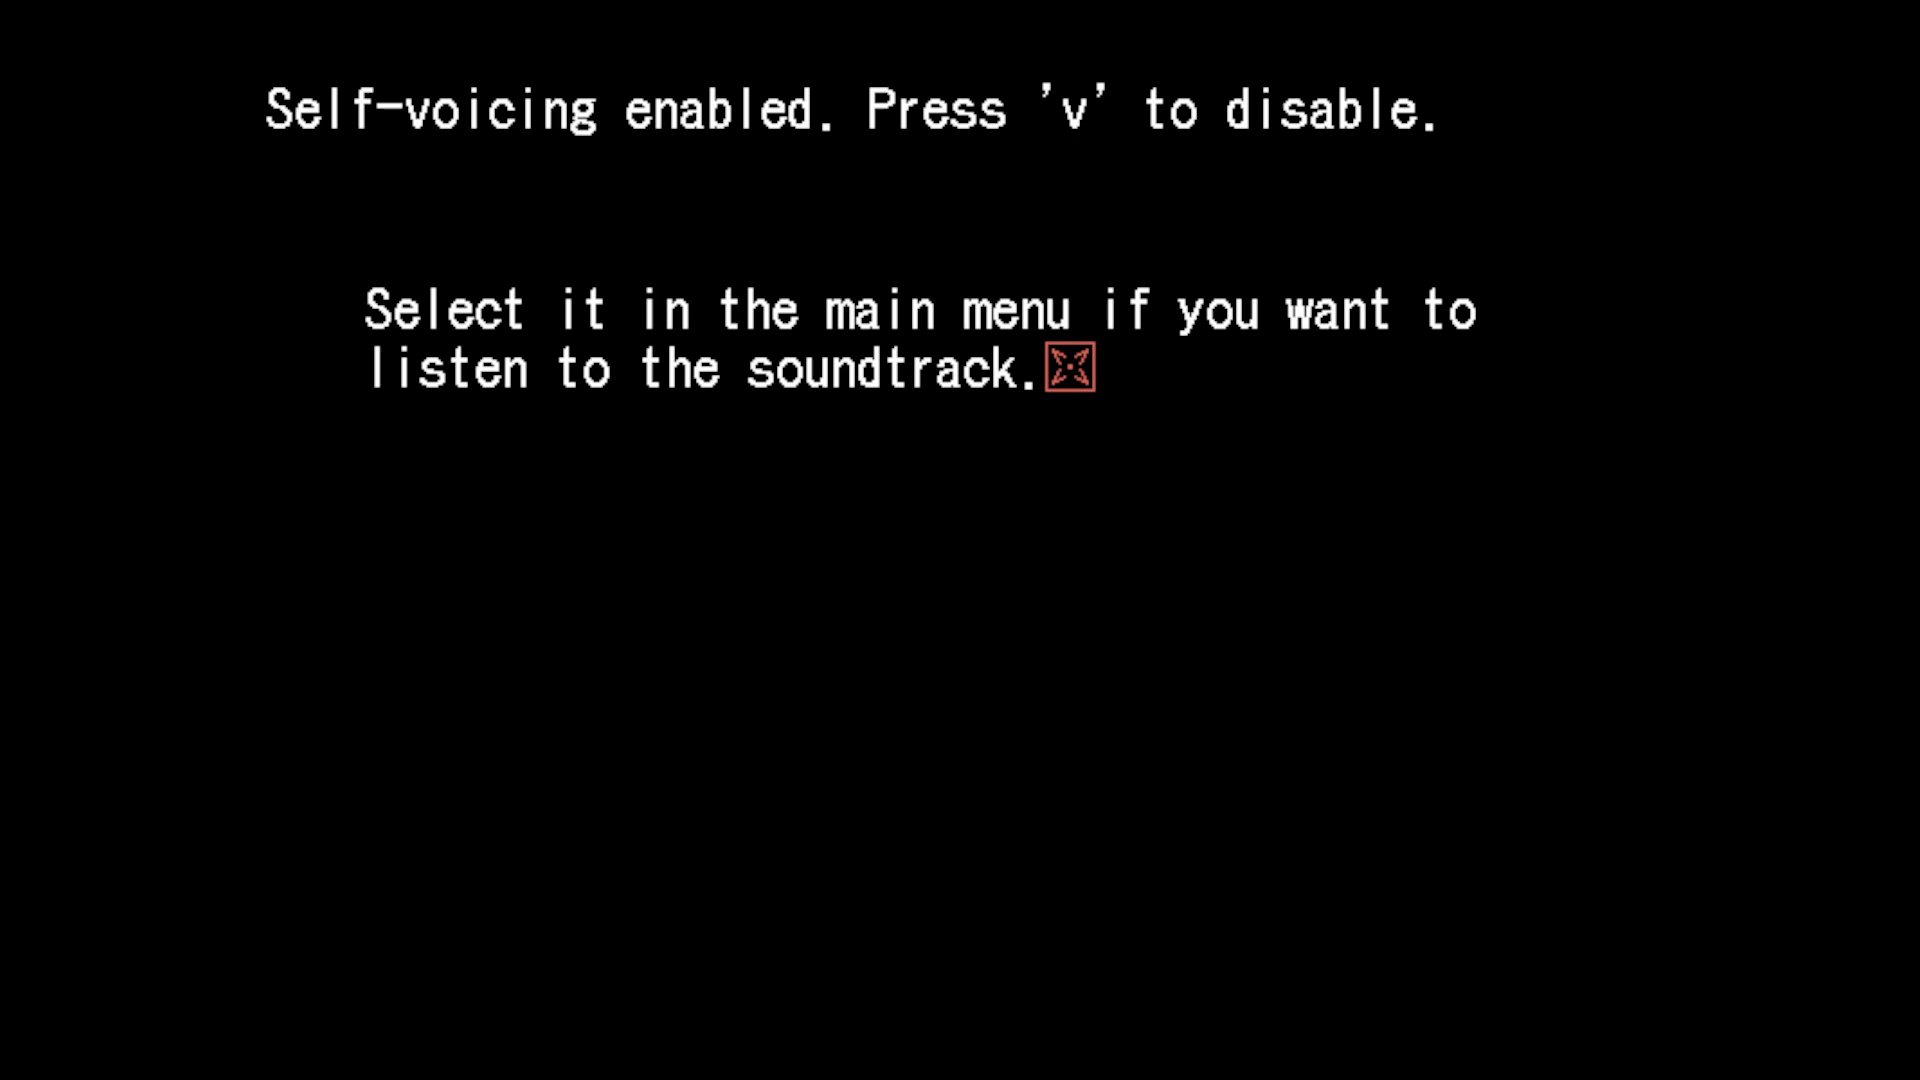 Self-voicing enabled. Press 'v' to disable.
Select it in the main menu if you want to
listen to the soundtrack.